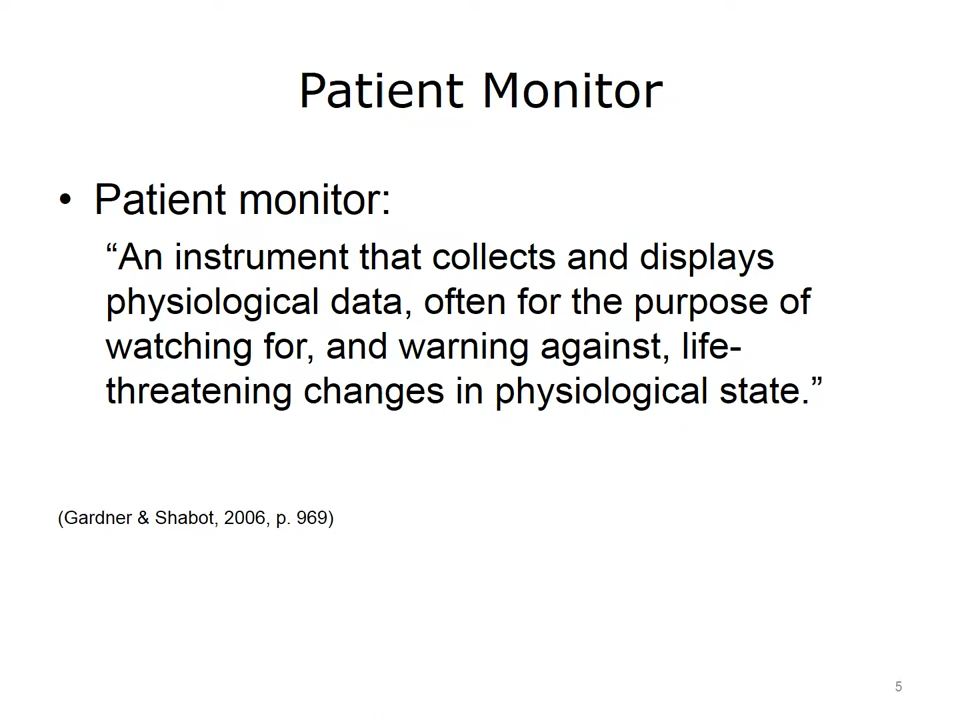 Patient Monitor
• Patient monitor:
“An instrument that collects and displays
physiological data, often for the purpose of
watching for, and warning against, life-
threatening changes in physiological state.”
(Gardner & Shabot, 2006, p. 969)
5